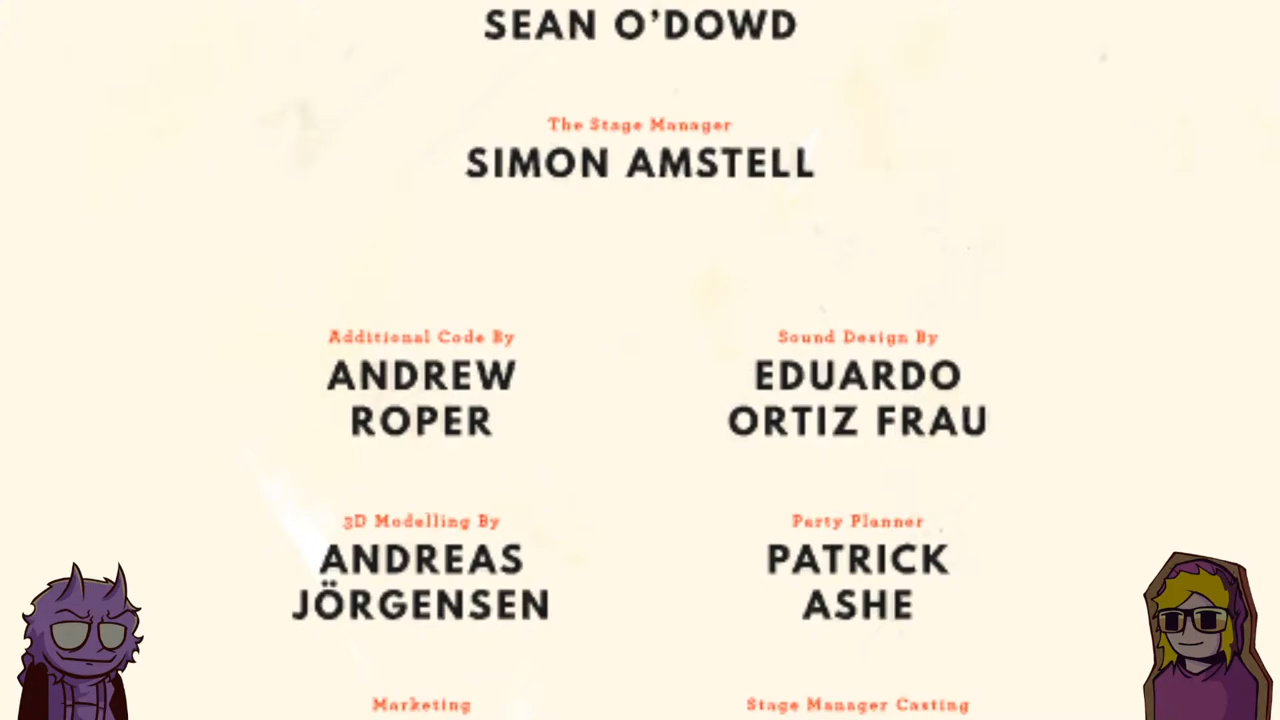 SEAN O’DOWD
The Stage Manager
SIMON AMSTELL
Additional Code By
ANDREW
ROPER
Sound Design By
EDUARDO
ORTIZ FRAU
3D Modelling By
ANDREAS
JÖRGENSEN
Party Planner
PATRICK
ASHE
Marketing
Stage Manager Casting